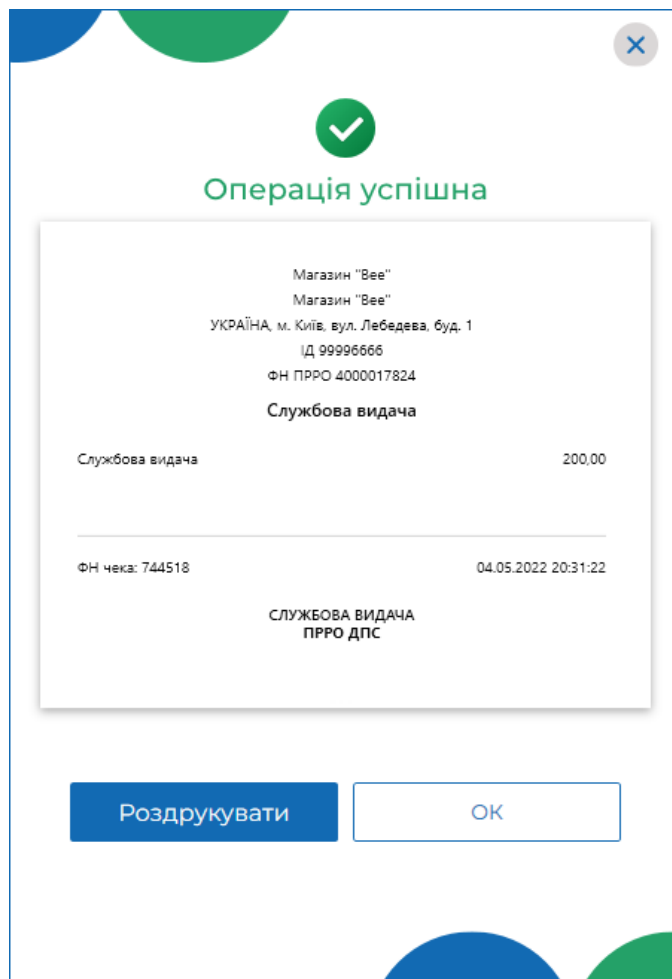 Операція успішна
Магазин "Вее"
Магазин "Вее"
УКРАЇНА, м. Київ, вул. Лебедева, буд. 1
ІД 99996666
ФН ПРРО 4000017824
Службова видача
Службова видача 200,00
ФН чека: 744518 04.05.2022 20:31:22
СЛУЖБОВА ВИДАЧА
ПРРО ДПС
Роздрукувати ОК